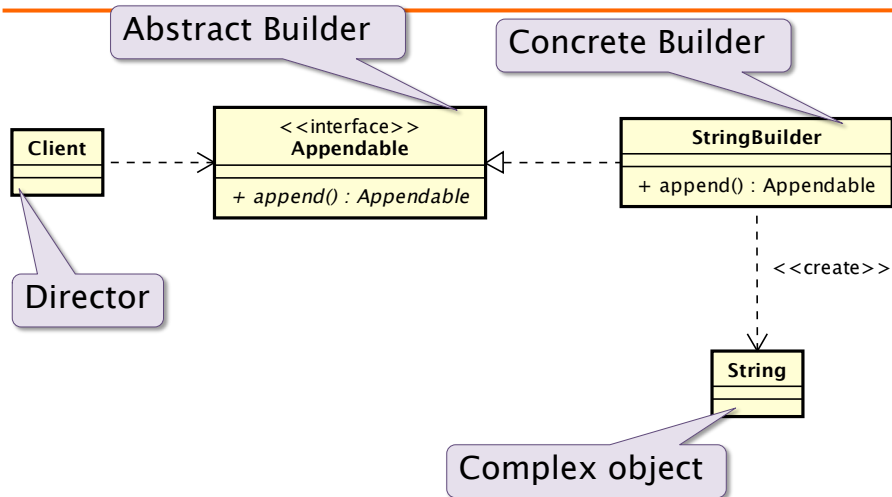 Abstract Builder
Concrete Builder
<<interface>>
Appendable
+ append() : Appendable
Client
StringBuilder
+ append() : Appendable
Director
<<create>>
String
Complex object